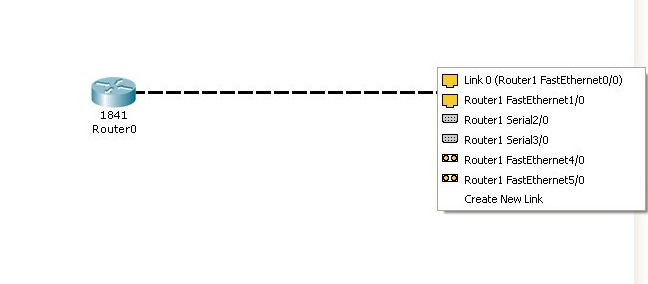 1841
Router0
Link 0 (Router1 FastEthernet0/0)
Router1 FastEthernet1/0
Router1 Serial2/0
Router1 Serial3/0
Router1 FastEthernet4/0
Router1 FastEthernet5/0
Create New Link